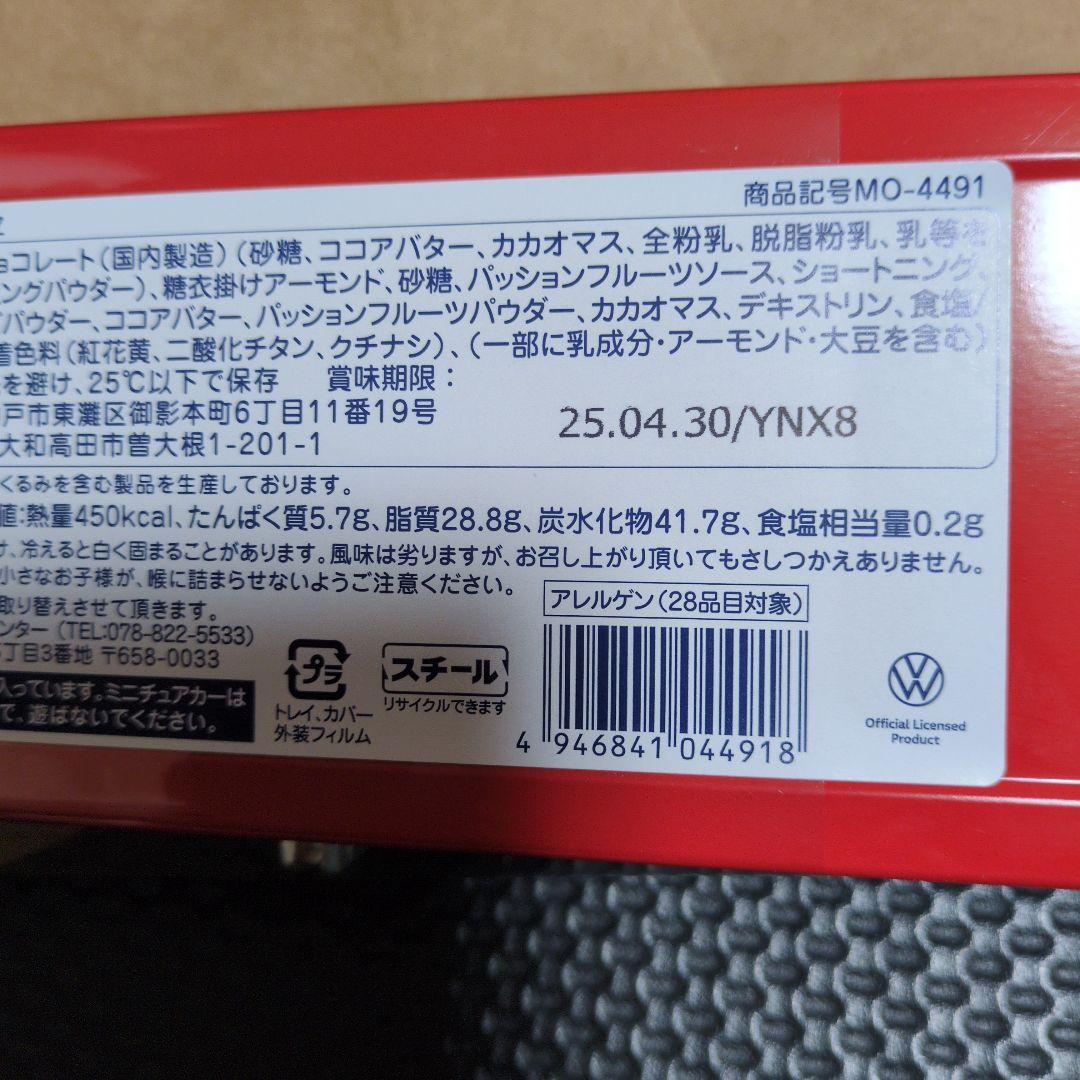 商品記号MO-4491
コレート(国内製造)(砂糖、ココアバター、カカオマス、全粉乳、脱脂粉乳、乳等を
ングパウダー)、糖衣掛けアーモンド、砂糖、パッションフルーツソース、ショートニング、
パウダー、ココアバター、パッションフルーツパウダー、カカオマス、デキストリン、食塩/
着色料(紅花黄、二酸化チタン、クチナシ)、(一部に乳成分・アーモンド・大豆を含む)
を避け、25℃以下で保存 賞味期限:
戸市東灘区御影本町6丁目11番19号
25.04.30/YNX8
大和高田市曽大根1-201-1
くるみを含む製品を生産しております。
値:熱量450kcal、たんぱく質5.7g、脂質28.8g、炭水化物41.7g、食塩相当量0.2g
け、冷えると白く固まることがあります。風味は劣りますが、お召し上がり頂いてもさしつかえありません。
小さなお子様が、喉に詰まらせないようご注意ください。
取り替えさせて頂きます。
ンター(TEL:078-822-5533)
丁目3番地 〒658-0033
入っています。ミニチュアカーは
て、遊ばないでください。
プラ
トレイ、カバー
外装フィルム
スチール
リサイクルできます
アレルゲン(28品目対象)
4 946841 044918
Official Licensed
Product